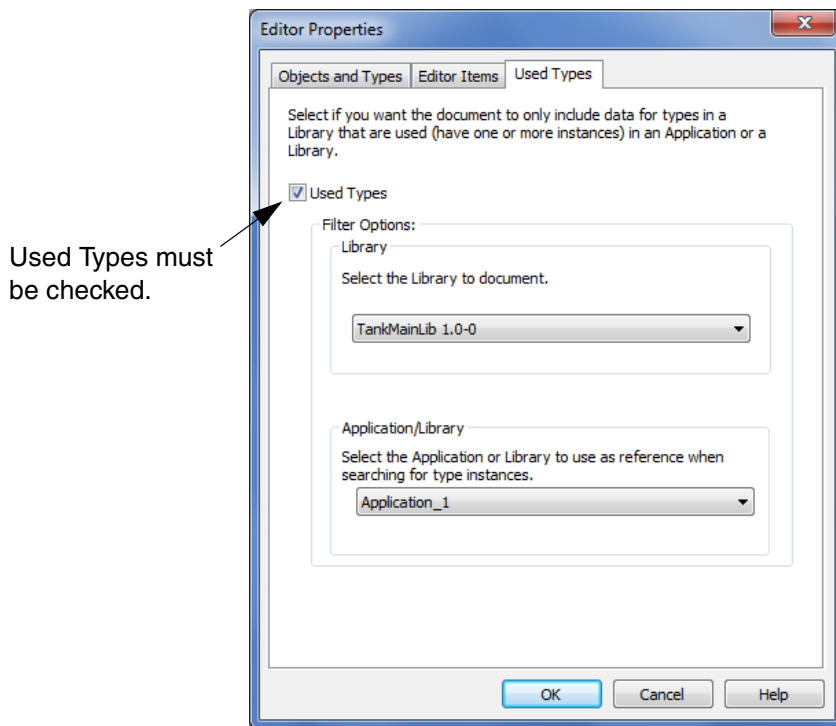 Editor Properties
Objects and Types
Editor Items
Used Types
Select if you want the document to only include data for types in a
Library that are used (have one or more instances) in an Application or a
Library.
Used Types
Used Types must
be checked.
Filter Options:
Library
Select the Library to document.
TankMainLib 1.0-0
Application/Library
Select the Application or Library to use as reference when
searching for type instances.
Application_1
OK
Cancel
Help